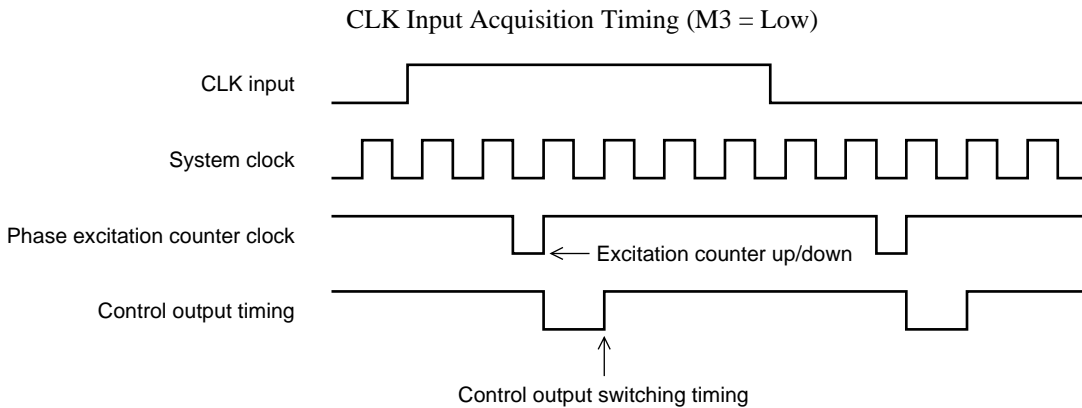 CLK Input Acquisition Timing (M3 = Low)
CLK input
System clock
Phase excitation counter clock
Excitation counter up/down
Control output timing
Control output switching timing